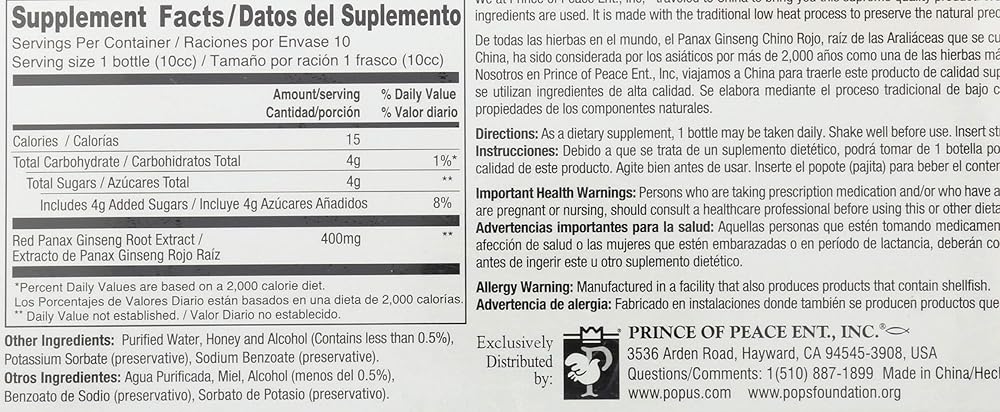 Supplement Facts/Datos del Suplemento
Servings Per Container / Raciones por Envase 10
Serving size 1 bottle (10cc) / Tamaño por ración 1 frasco (10cc)
Amount/serving % Daily Value
Cantidad/porción % Valor diario
Calories / Calorías 15
Total Carbohydrate / Carbohidratos Total 4g 1%*
Total Sugars / Azúcares Total 4g **
Includes 4g Added Sugars / Incluye 4g Azúcares Añadidos 8%
Red Panax Ginseng Root Extract / 400mg **
Extracto de Panax Ginseng Rojo Raíz
*Percent Daily Values are based on a 2,000 calorie diet.
Los Porcentajes de Valores Diario están basados en una dieta de 2,000 calorías.
** Daily Value not established. / Valor Diario no establecido.
Other Ingredients: Purified Water, Honey and Alcohol (Contains less than 0.5%),
Potassium Sorbate (preservative), Sodium Benzoate (preservative).
Otros Ingredientes: Agua Purificada, Miel, Alcohol (menos del 0.5%),
Benzoato de Sodio (preservativo), Sorbato de Potasio (preservativo).
ingredients are used. It is made with the traditional low heat process to preserve the natural
De todas las hierbas en el mundo, el Panax Ginseng Chino Rojo, raíz de las Araliáceas que se
China, ha sido considerada por los asiáticos por más de 2,000 años como una de las hierbas
Nosotros en Prince of Peace Ent., Inc, viajamos a China para traerle este producto de calidad
se utilizan ingredientes de alta calidad. Se elabora mediante el proceso tradicional de bajo
propiedades de los componentes naturales.
Directions: As a dietary supplement, 1 bottle may be taken daily. Shake well before use. Insert
Instrucciones: Debido a que se trata de un suplemento dietético, podrá tomar de 1 botella
calidad de este producto. Agite bien antes de usar. Inserte el popote (pajita) para beber el
Important Health Warnings: Persons who are taking prescription medication and/or who have a
are pregnant or nursing, should consult a healthcare professional before using this or other
Advertencias importantes para la salud: Aquellas personas que estén tomando
afección de salud o las mujeres que estén embarazadas o en período de lactancia, deberán
antes de ingerir este u otro suplemento dietético.
Allergy Warning: Manufactured in a facility that also produces products that contain shellfish.
Advertencia de alergia: Fabricado en instalaciones donde también se producen productos que
Exclusively
Distributed
by:
PRINCE OF PEACE ENT., INC.®
3536 Arden Road, Hayward, CA 94545-3908, USA
Questions/Comments: 1(510) 887-1899 Made in China/
www.popus.com • www.popsfoundation.org